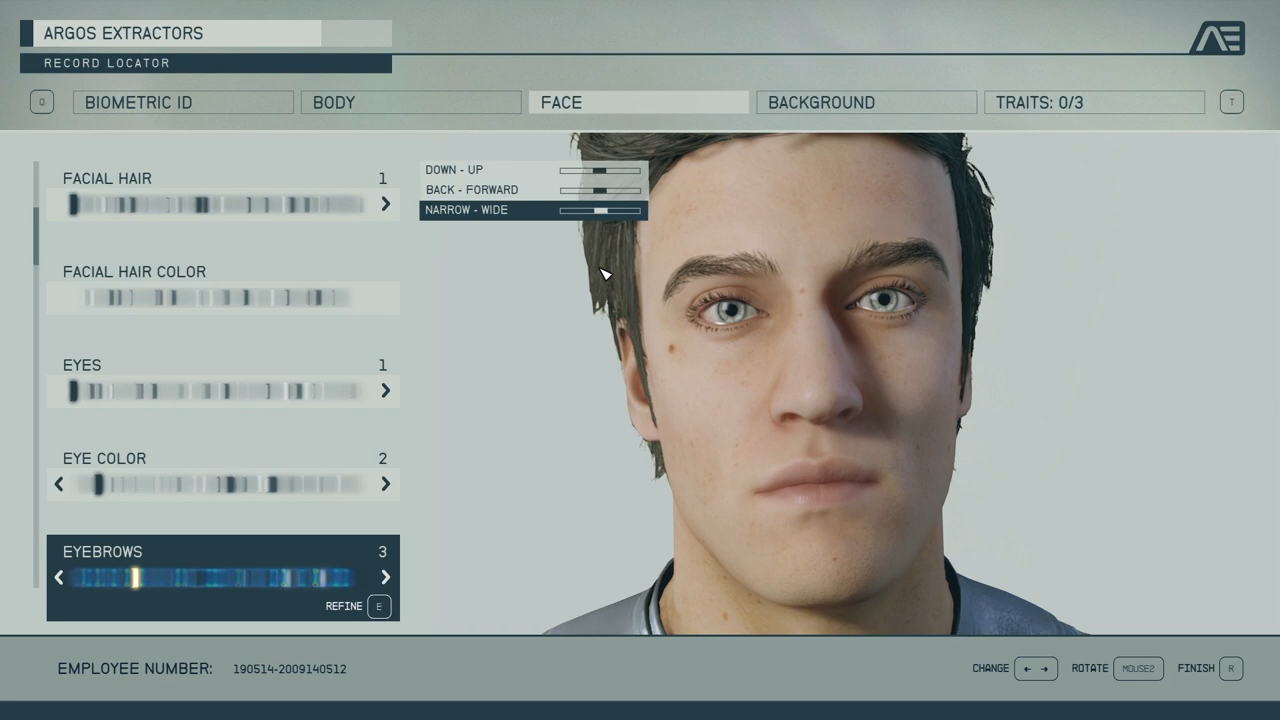 ARGOS EXTRACTORS
RECORD LOCATOR
Q BIOMETRIC ID BODY FACE BACKGROUND TRAITS: 0/3 T
FACIAL HAIR 1
DOWN - UP
BACK - FORWARD
NARROW - WIDE
FACIAL HAIR COLOR
EYES 1
EYE COLOR 2
EYEBROWS 3
REFINE E
EMPLOYEE NUMBER: 190514-2009140512 CHANGE ROTATE MOUSE2 FINISH R